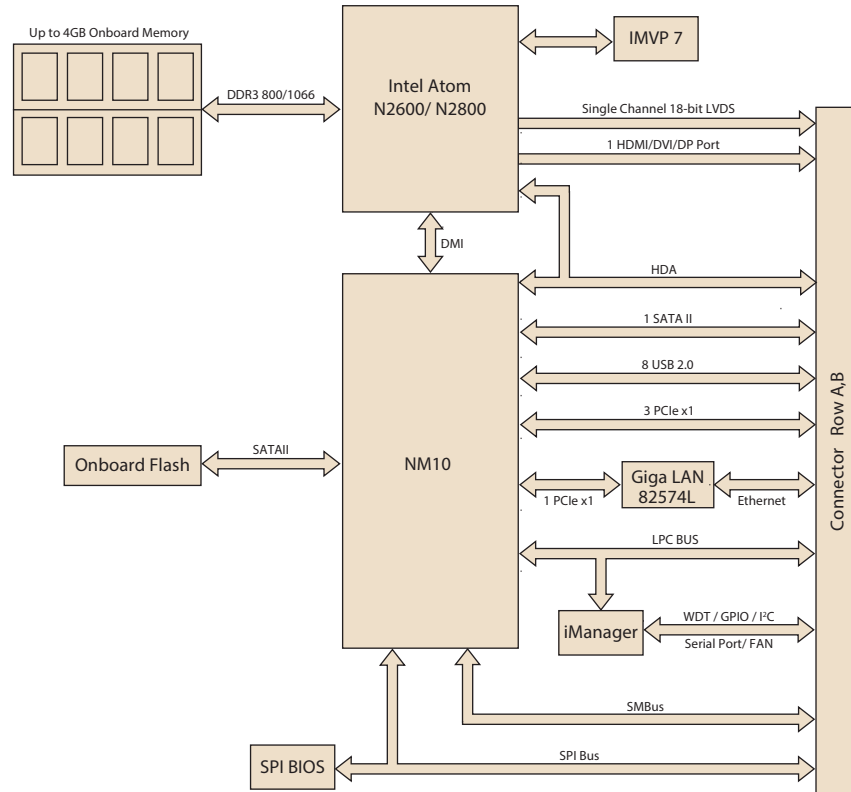 Up to 4GB Onboard Memory
IMVP 7
Intel Atom
N2600/ N2800
DDR3 800/1066
Single Channel 18-bit LVDS
1 HDMI/DVI/DP Port
DMI
HDA
1 SATA II
8 USB 2.0
3 PCIe x1
Connector Row A,B
Onboard Flash
SATAII
NM10
1 PCIe x1
Giga LAN
82574L
Ethernet
LPC BUS
iManager
WDT / GPIO / I²C
Serial Port/ FAN
SMBus
SPI BIOS
SPI Bus